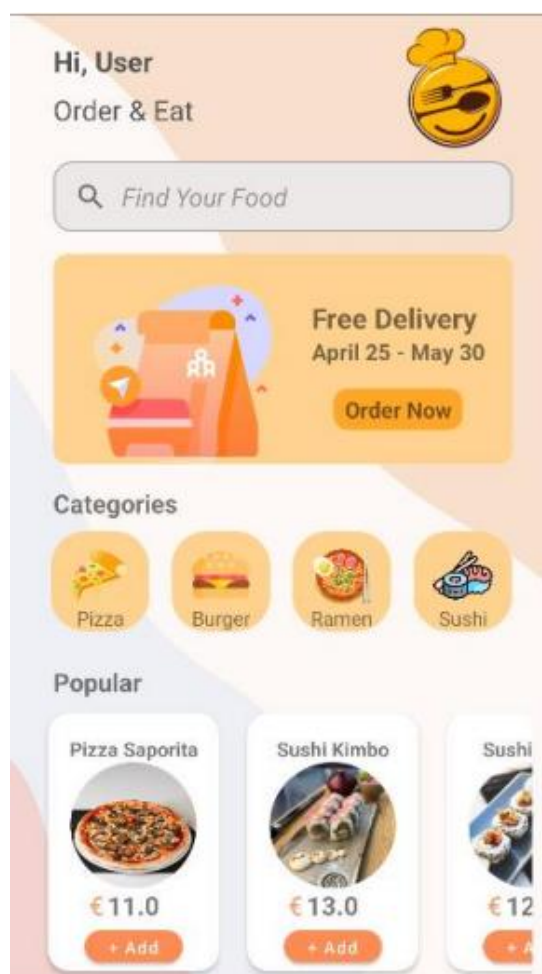 Hi, User
Order & Eat
Find Your Food
Free Delivery
April 25 - May 30
Order Now
Categories
Pizza
Burger
Ramen
Sushi
Popular
Pizza Saporita
Sushi Kimbo
Sushi
€ 11.0
€ 13.0
€ 12
+ Add
+ Add
+ A